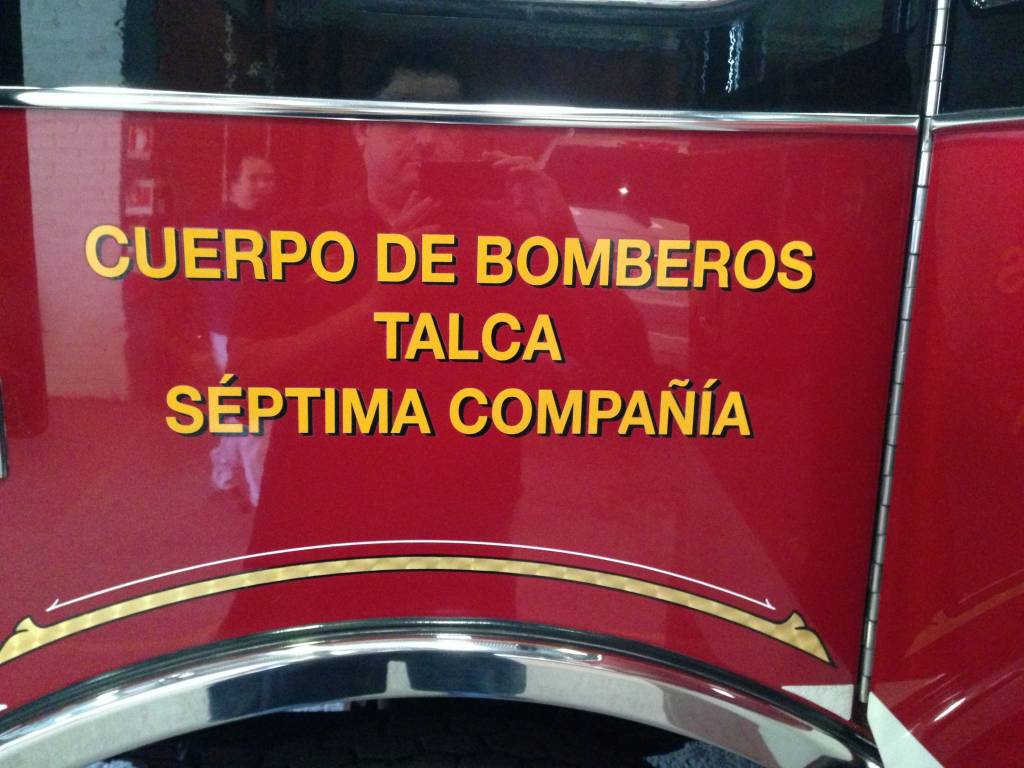 CUERPO DE BOMBEROS
TALCA
SÉPTIMA COMPAÑÍA